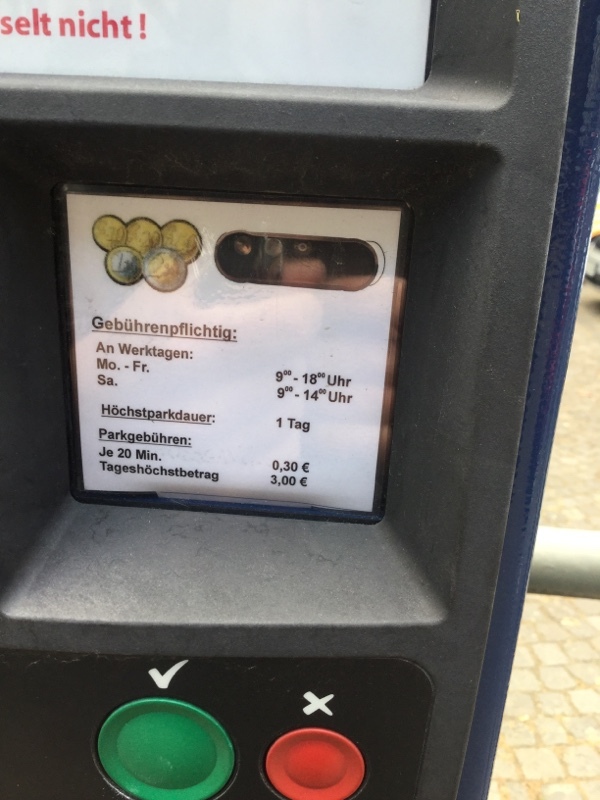 selt nicht !
Gebührenpflichtig:
An Werktagen:
Mo. - Fr. 9⁰⁰ - 18⁰⁰ Uhr
Sa. 9⁰⁰ - 14⁰⁰ Uhr
Höchstparkdauer: 1 Tag
Parkgebühren:
Je 20 Min. 0,30 €
Tageshöchstbetrag 3,00 €